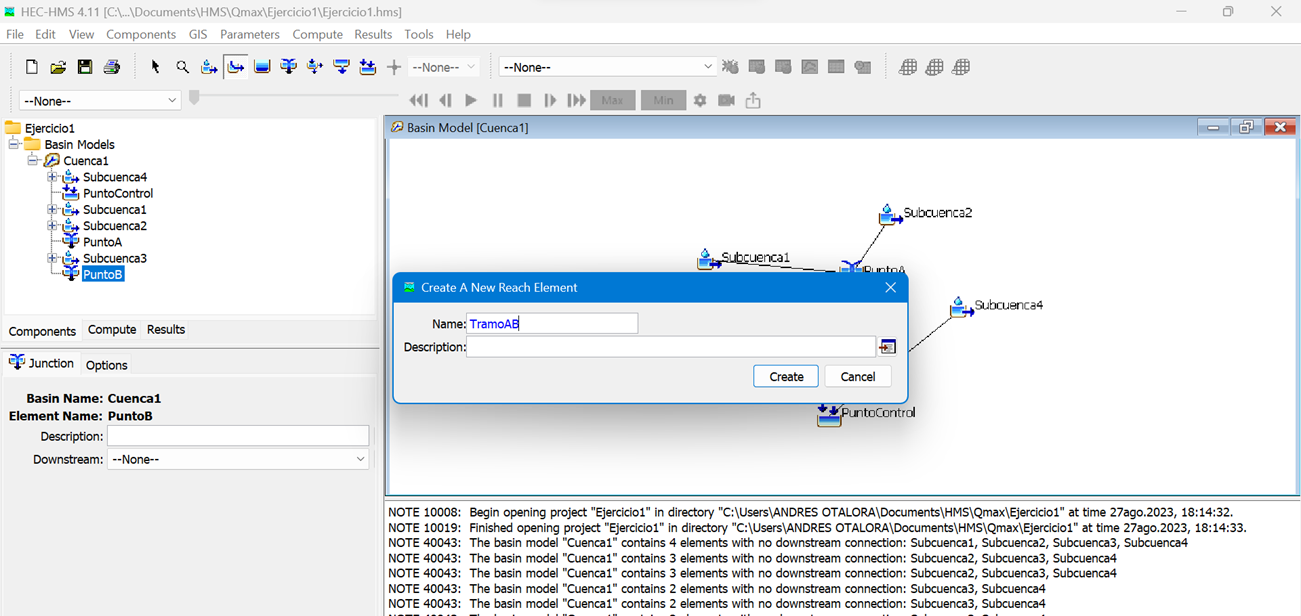 HEC-HMS 4.11 [C:\...\Documents\HMS\Qmax\Ejercicio1\Ejercicio1.hms]
File Edit View Components GIS Parameters Compute Results Tools Help
--None-- --None--
--None-- Max Min
Ejercicio1
Basin Models
Cuenca1
Subcuenca4
PuntoControl
Subcuenca1
Subcuenca2
PuntoA
Subcuenca3
PuntoB
Components Compute Results
Junction Options
Basin Name: Cuenca1
Element Name: PuntoB
Description:
Downstream: --None--
Basin Model [Cuenca1]
Subcuenca2
Subcuenca1
PuntoA
Subcuenca4
PuntoControl
Create A New Reach Element
Name: TramoAB
Description:
Create Cancel
NOTE 10008: Begin opening project "Ejercicio1" in directory "C:\Users\ANDRES OTALORA\Documents\HMS\Qmax\Ejercicio1" at time 27ago.2023, 18:14:32.
NOTE 10019: Finished opening project "Ejercicio1" in directory "C:\Users\ANDRES OTALORA\Documents\HMS\Qmax\Ejercicio1" at time 27ago.2023, 18:14:33.
NOTE 40043: The basin model "Cuenca1" contains 4 elements with no downstream connection: Subcuenca1, Subcuenca2, Subcuenca3, Subcuenca4
NOTE 40043: The basin model "Cuenca1" contains 3 elements with no downstream connection: Subcuenca2, Subcuenca3, Subcuenca4
NOTE 40043: The basin model "Cuenca1" contains 3 elements with no downstream connection: Subcuenca2, Subcuenca3, Subcuenca4
NOTE 40043: The basin model "Cuenca1" contains 2 elements with no downstream connection: Subcuenca3, Subcuenca4
NOTE 40043: The basin model "Cuenca1" contains 2 elements with no downstream connection: Subcuenca3, Subcuenca4